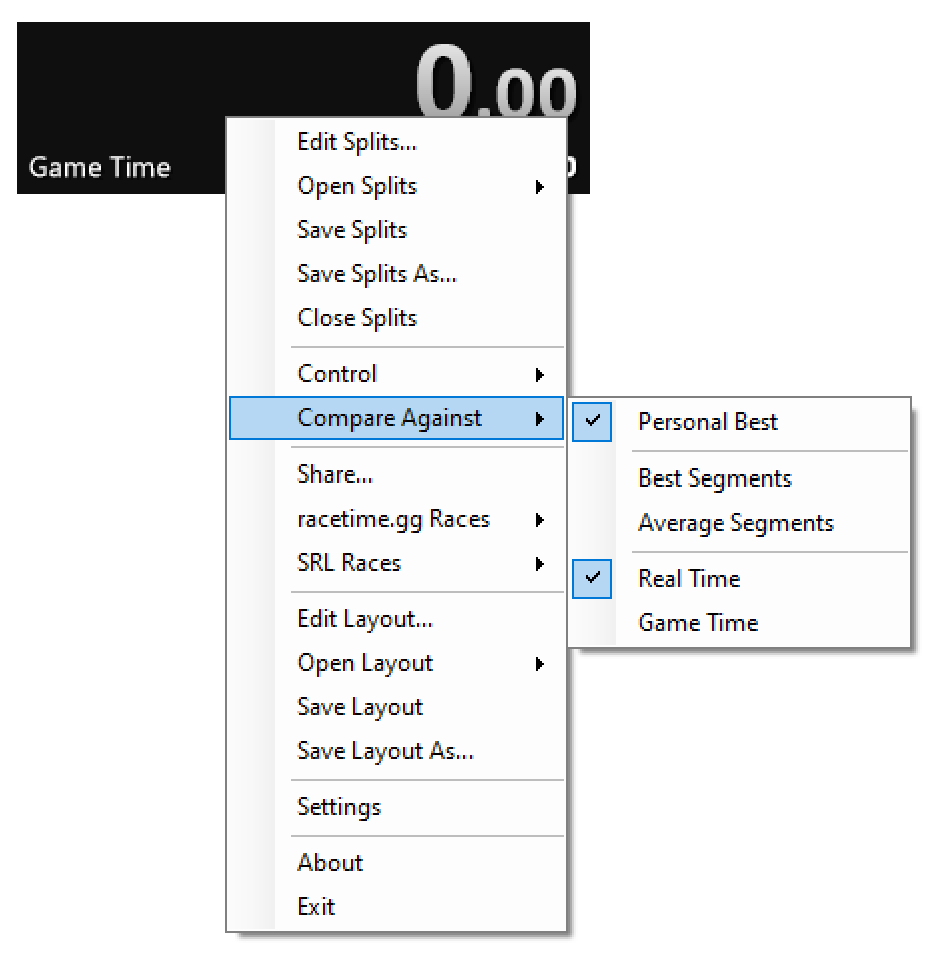 0.00
Game Time
Edit Splits...
Open Splits
Save Splits
Save Splits As...
Close Splits
Control
Compare Against
Share...
racetime.gg Races
SRL Races
Edit Layout...
Open Layout
Save Layout
Save Layout As...
Settings
About
Exit
Personal Best
Best Segments
Average Segments
Real Time
Game Time